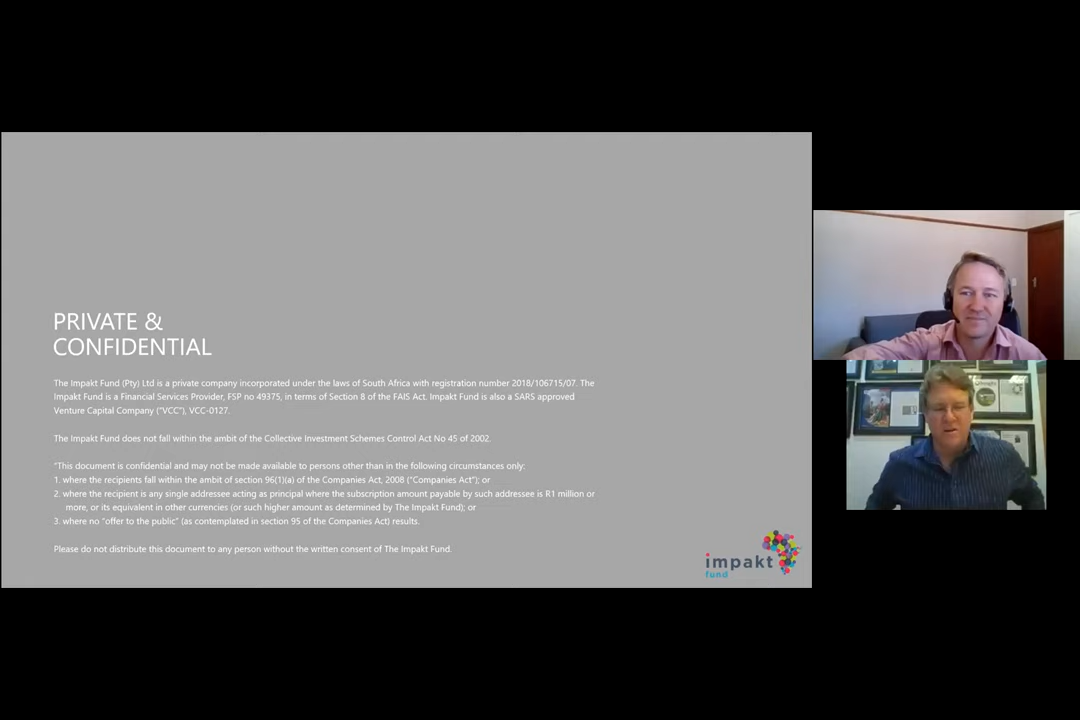 PRIVATE &
CONFIDENTIAL
The Impakt Fund (Pty) Ltd is a private company incorporated under the laws of South Africa with registration number 2018/106715/07. The
Impakt Fund is a Financial Services Provider, FSP no 49375, in terms of Section 8 of the FAIS Act. Impakt Fund is also a SARS approved
Venture Capital Company ("VCC"), VCC-0127.
The Impakt Fund does not fall within the ambit of the Collective Investment Schemes Control Act No 45 of 2002.
"This document is confidential and may not be made available to persons other than in the following circumstances only:
1. where the recipients fall within the ambit of section 96(1)(a) of the Companies Act, 2008 ("Companies Act"); or
2. where the recipient is any single addressee acting as principal where the subscription amount payable by such addressee is R1 million or
more, or its equivalent in other currencies (or such higher amount as determined by The Impakt Fund); or
3. where no "offer to the public" (as contemplated in section 95 of the Companies Act) results.
Please do not distribute this document to any person without the written consent of The Impakt Fund.
impakt
fund